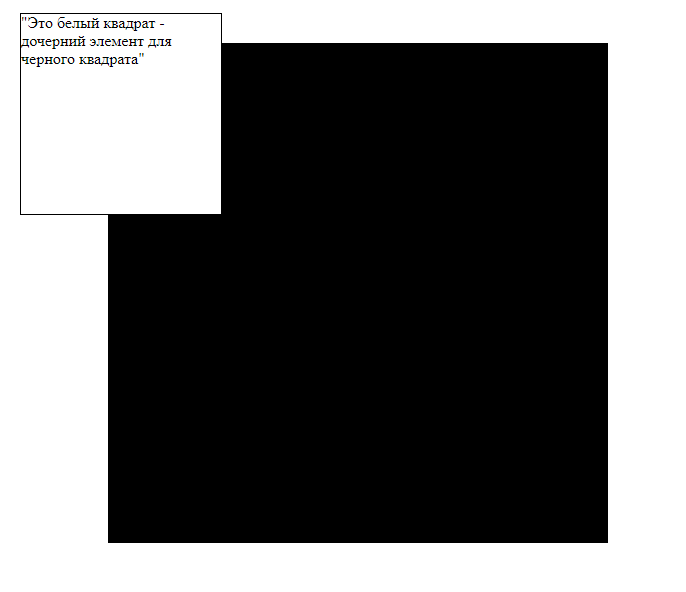 "Это белый квадрат -
дочерний элемент для
черного квадрата"